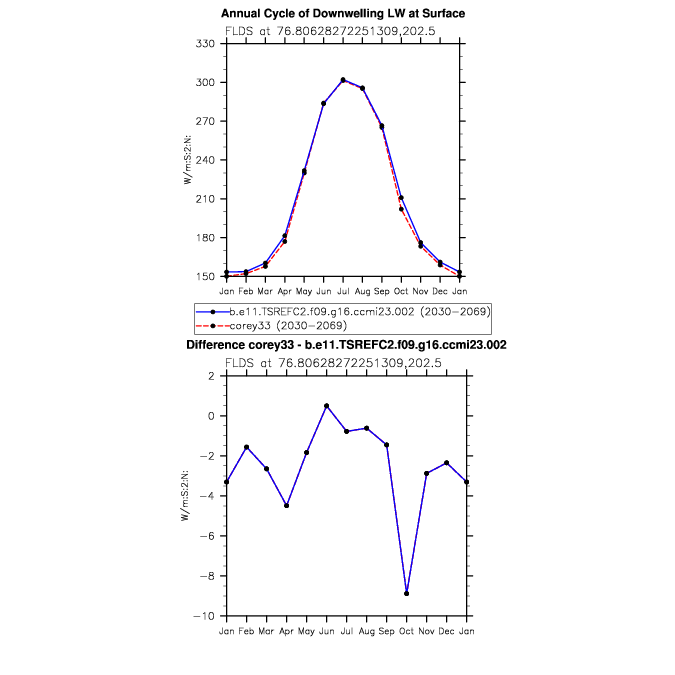 Annual Cycle of Downwelling LW at Surface
FLDS at 76.80628272251309,202.5
330
300
270
240
210
180
150
W/m:S:2:N:
Jan Feb Mar Apr May Jun Jul Aug Sep Oct Nov Dec Jan
b.e11.TSREFC2.f09.g16.ccmi23.002 (2030-2069)
corey33 (2030-2069)
Difference corey33 - b.e11.TSREFC2.f09.g16.ccmi23.002
FLDS at 76.80628272251309,202.5
2
0
-2
-4
-6
-8
-10
W/m:S:2:N:
Jan Feb Mar Apr May Jun Jul Aug Sep Oct Nov Dec Jan